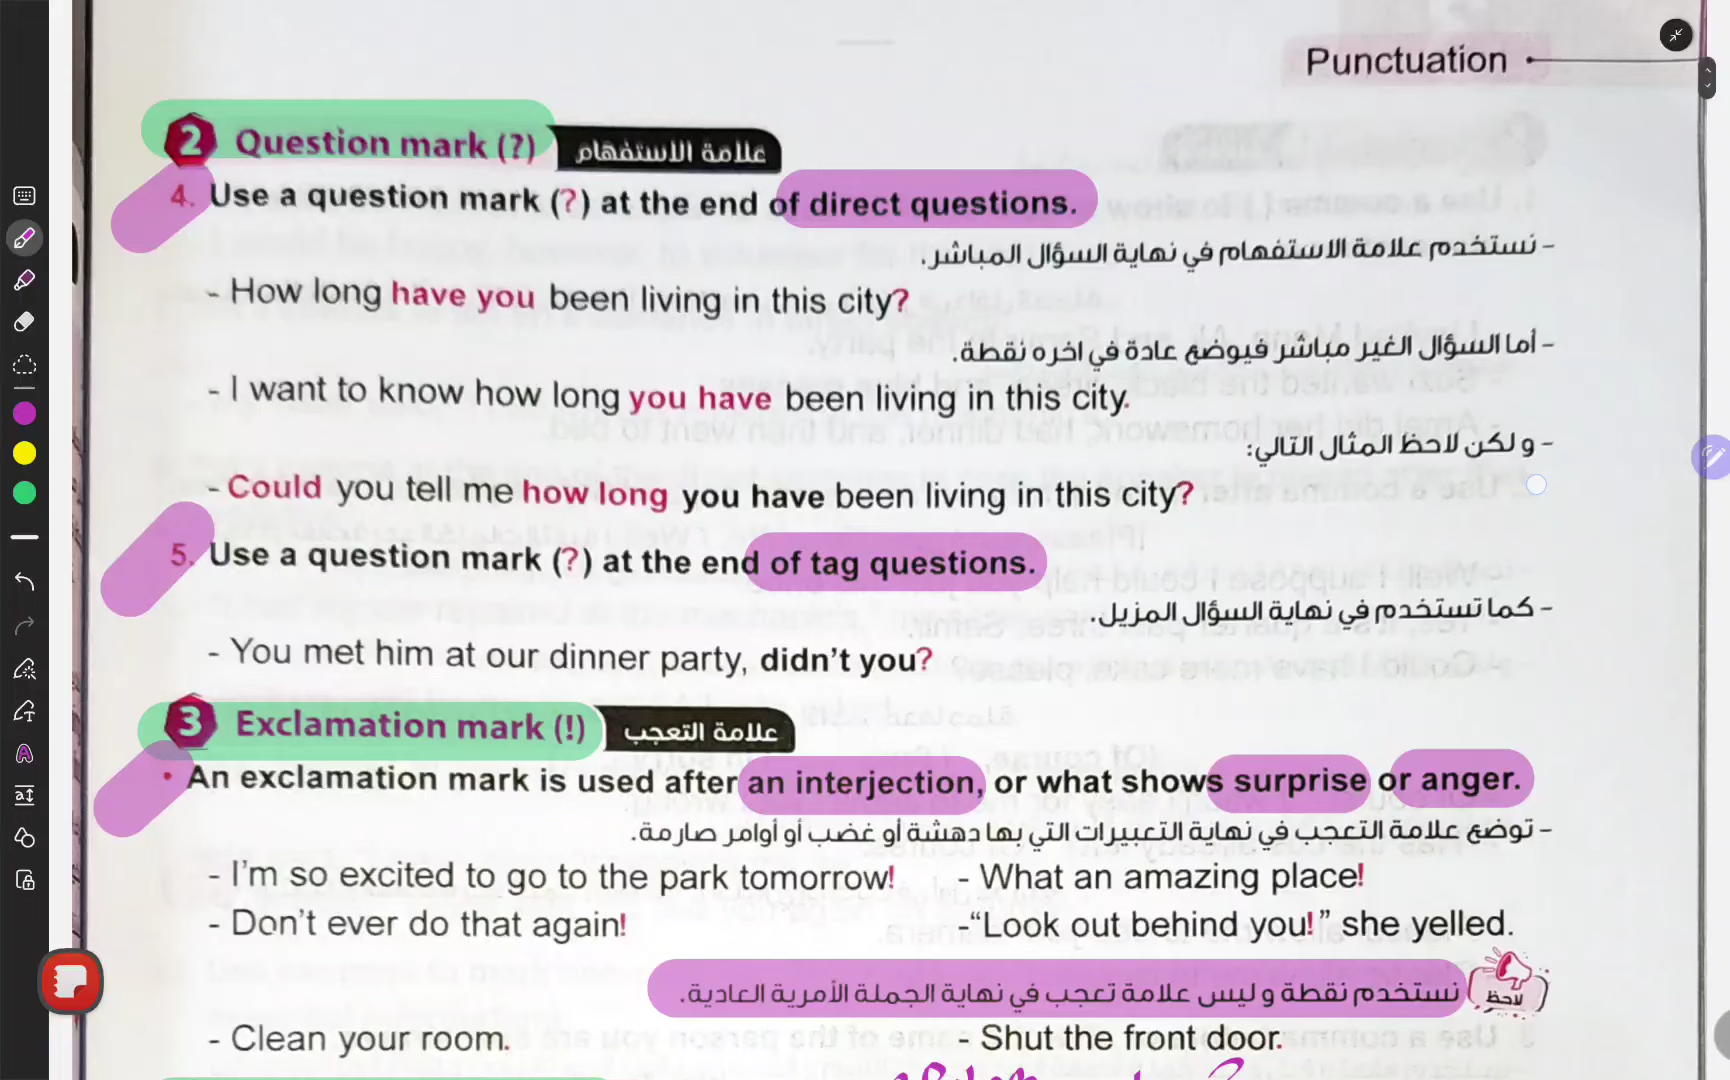 Punctuation
2 Question mark (?) علامة الاستفهام
4. Use a question mark (?) at the end of direct questions.
- نستخدم علامة الاستفهام في نهاية السؤال المباشر.
- How long have you been living in this city?
- أما السؤال الغير مباشر فيوضع عادة في اخره نقطة.
- I want to know how long you have been living in this city.
- و لكن لاحظ المثال التالي:
- Could you tell me how long you have been living in this city?
5. Use a question mark (?) at the end of tag questions.
- كما تستخدم في نهاية السؤال المزيل.
- You met him at our dinner party, didn't you?
3 Exclamation mark (!) علامة التعجب
• An exclamation mark is used after an interjection, or what shows surprise or anger.
- توضع علامة التعجب في نهاية التعبيرات التي بها دهشة أو غضب أو أوامر صارمة.
- I'm so excited to go to the park tomorrow! - What an amazing place!
- Don't ever do that again! -"Look out behind you!" she yelled.
لاحظ نستخدم نقطة و ليس علامة تعجب في نهاية الجملة الأمرية العادية.
- Clean your room. - Shut the front door.